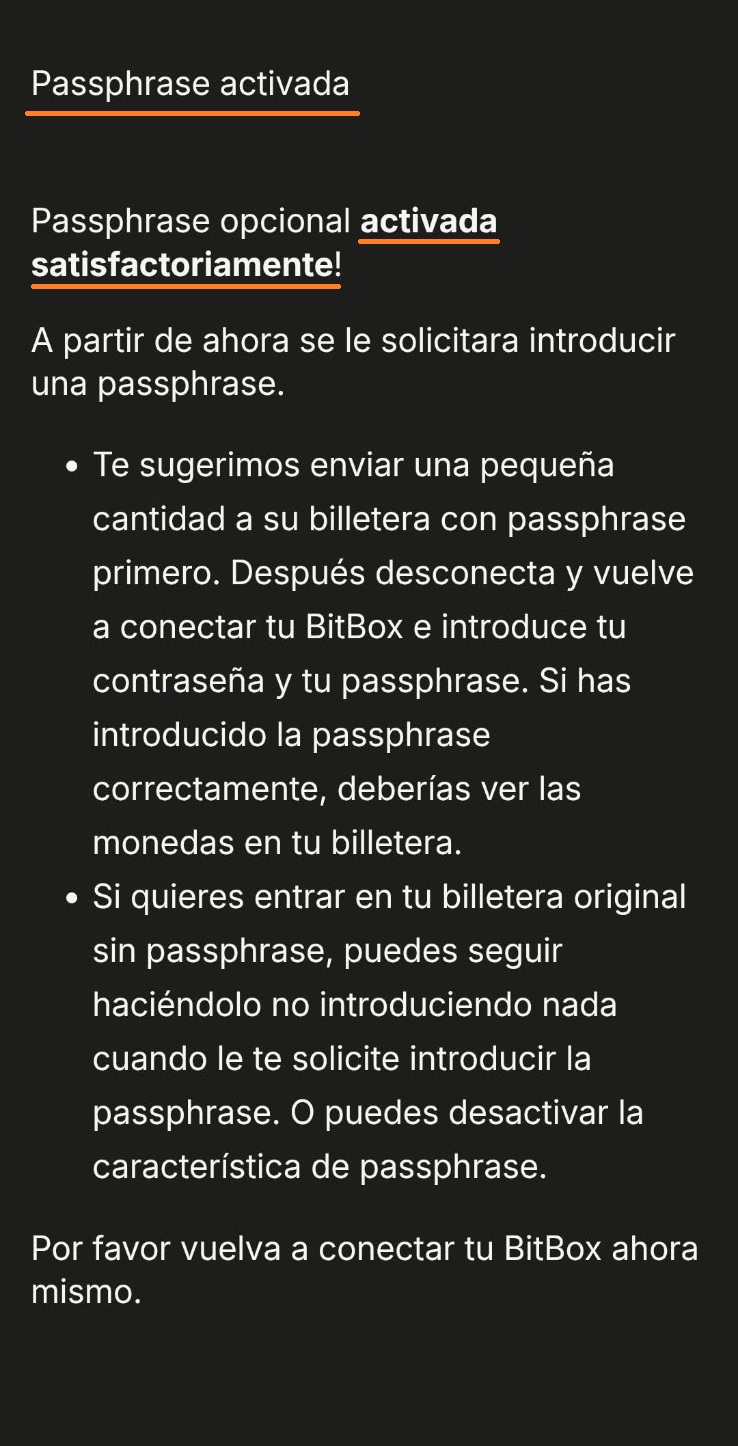 Passphrase activada
Passphrase opcional activada
satisfactoriamente!
A partir de ahora se le solicitara introducir
una passphrase.
• Te sugerimos enviar una pequeña
cantidad a su billetera con passphrase
primero. Después desconecta y vuelve
a conectar tu BitBox e introduce tu
contraseña y tu passphrase. Si has
introducido la passphrase
correctamente, deberías ver las
monedas en tu billetera.
• Si quieres entrar en tu billetera original
sin passphrase, puedes seguir
haciéndolo no introduciendo nada
cuando le te solicite introducir la
passphrase. O puedes desactivar la
característica de passphrase.
Por favor vuelva a conectar tu BitBox ahora
mismo.